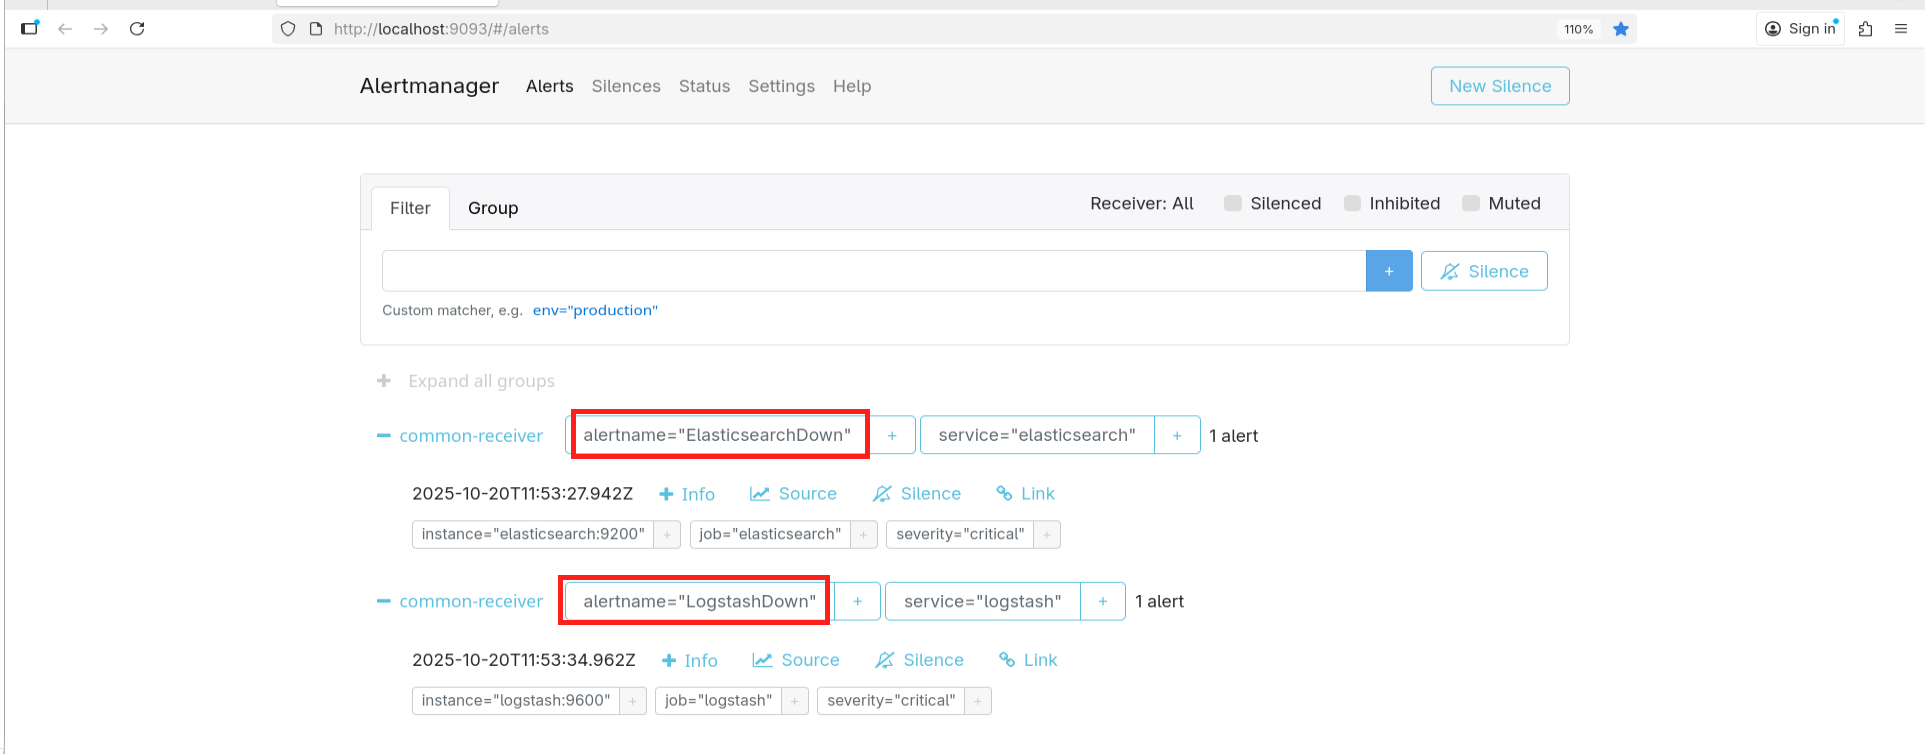 http://localhost:9093/#/alerts 110% Sign in
Alertmanager Alerts Silences Status Settings Help New Silence
Filter Group Receiver: All Silenced Inhibited Muted
+ Silence
Custom matcher, e.g. env="production"
+ Expand all groups
− common-receiver alertname="ElasticsearchDown" + service="elasticsearch" + 1 alert
2025-10-20T11:53:27.942Z + Info Source Silence Link
instance="elasticsearch:9200" + job="elasticsearch" + severity="critical" +
− common-receiver alertname="LogstashDown" + service="logstash" + 1 alert
2025-10-20T11:53:34.962Z + Info Source Silence Link
instance="logstash:9600" + job="logstash" + severity="critical" +